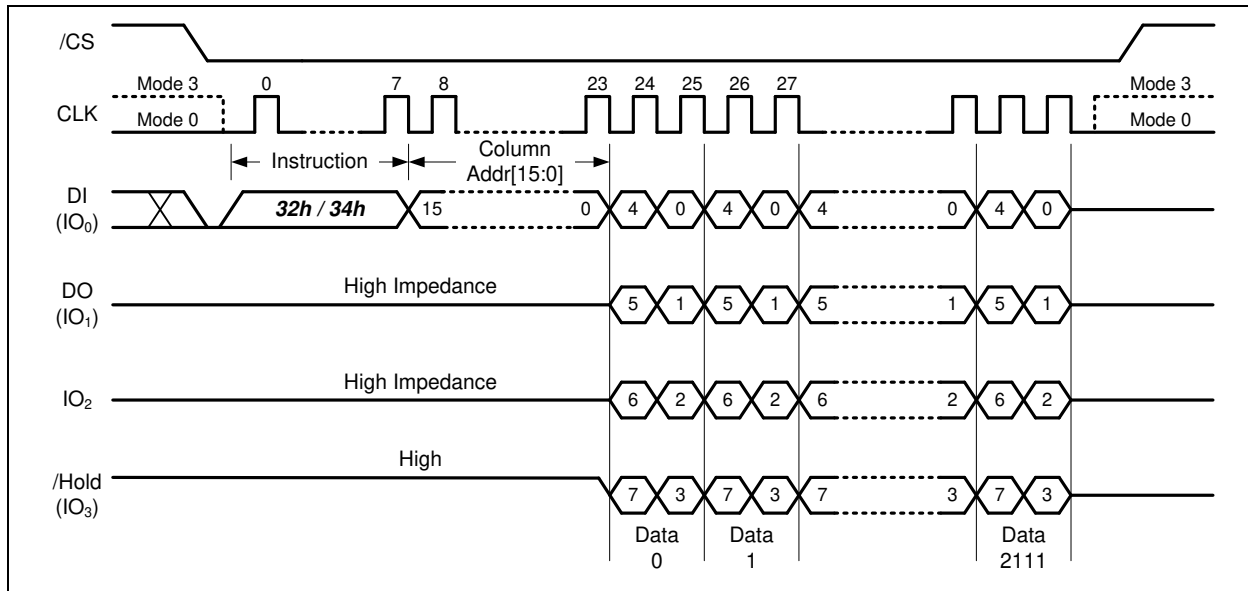 /CS
Mode 3 0 7 8 23 24 25 26 27 Mode 3
CLK
Mode 0 Mode 0
Instruction Column
Addr[15:0]
DI
(IO₀)
32h / 34h 15 0 4 0 4 0 4 0 4 0
High Impedance
DO
(IO₁)
5 1 5 1 5 1 5 1
High Impedance
IO₂ 6 2 6 2 6 2 6 2
High
/Hold
(IO₃)
7 3 7 3 7 3 7 3
Data Data Data
0 1 2111